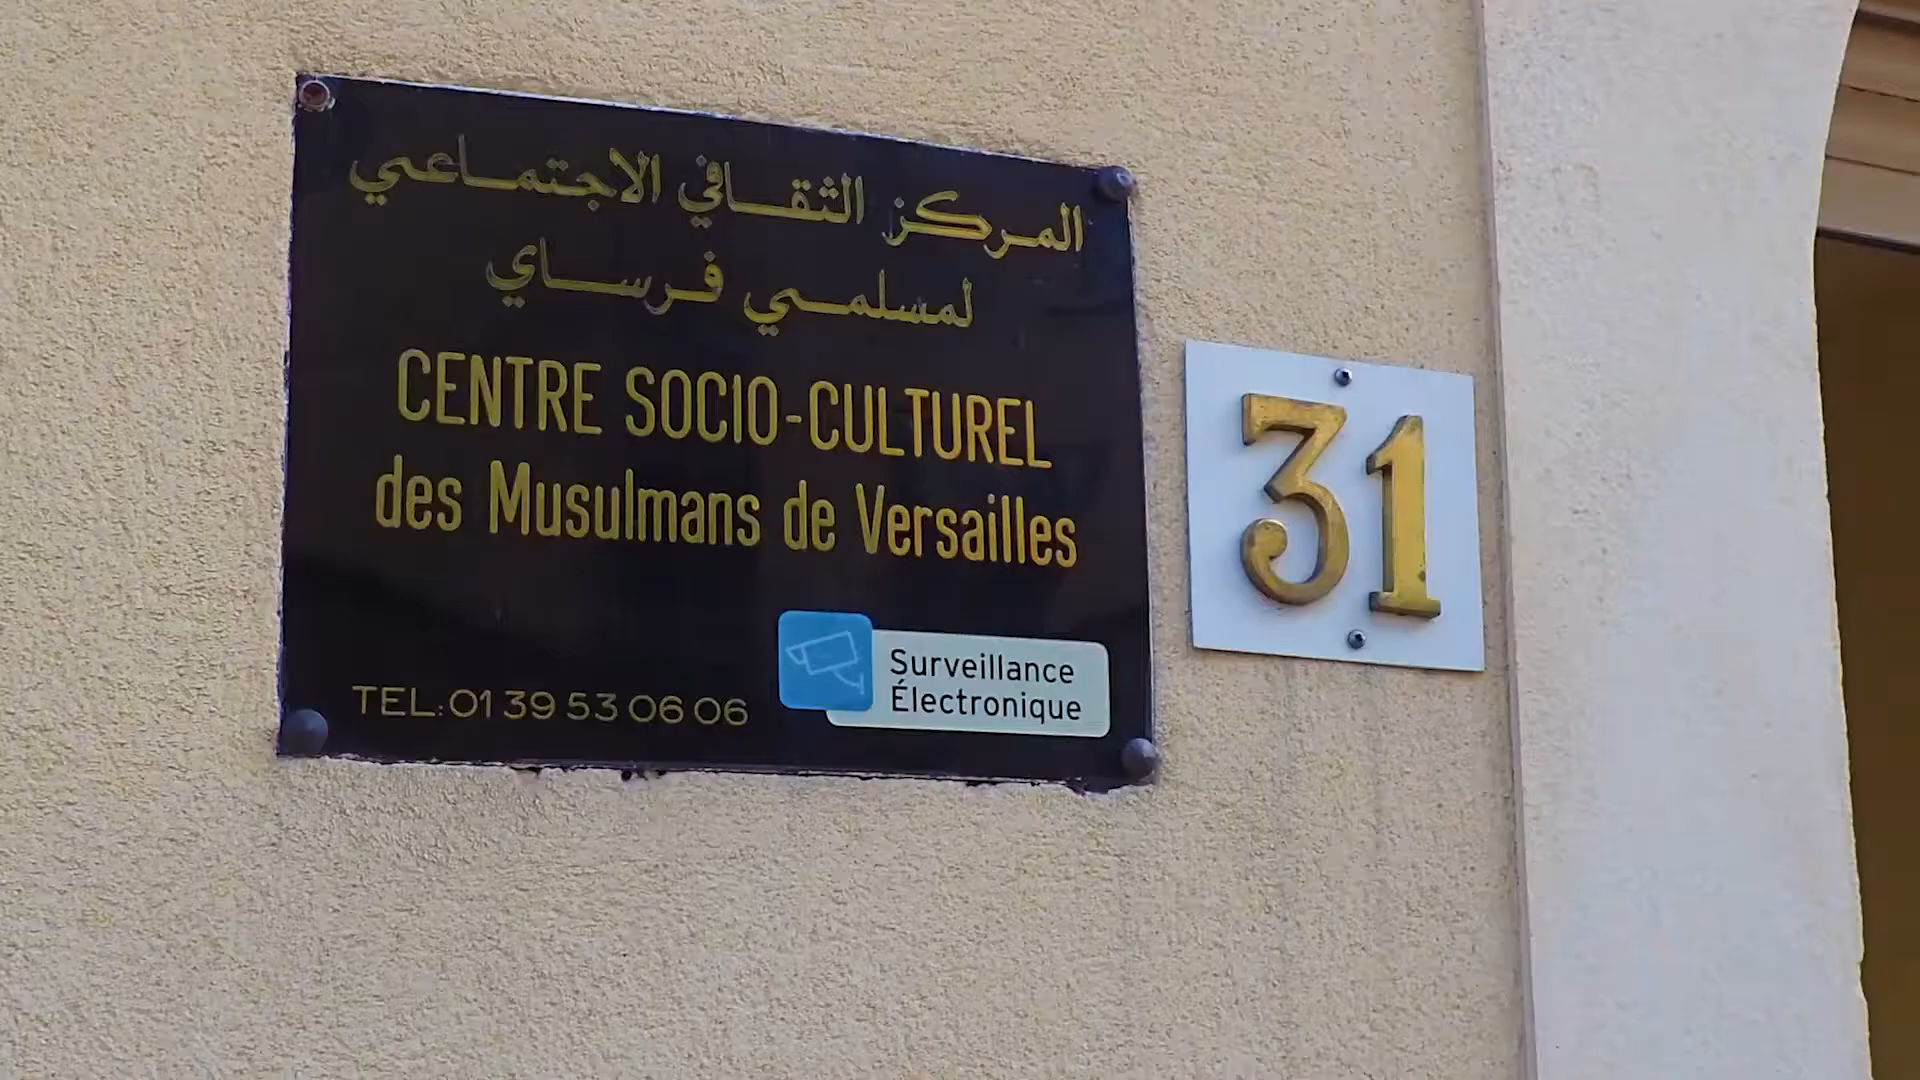 المركز الثقافي الاجتماعي
لمسلمي فرساي
CENTRE SOCIO-CULTUREL
des Musulmans de Versailles
TEL: 01 39 53 06 06
Surveillance
Électronique
31